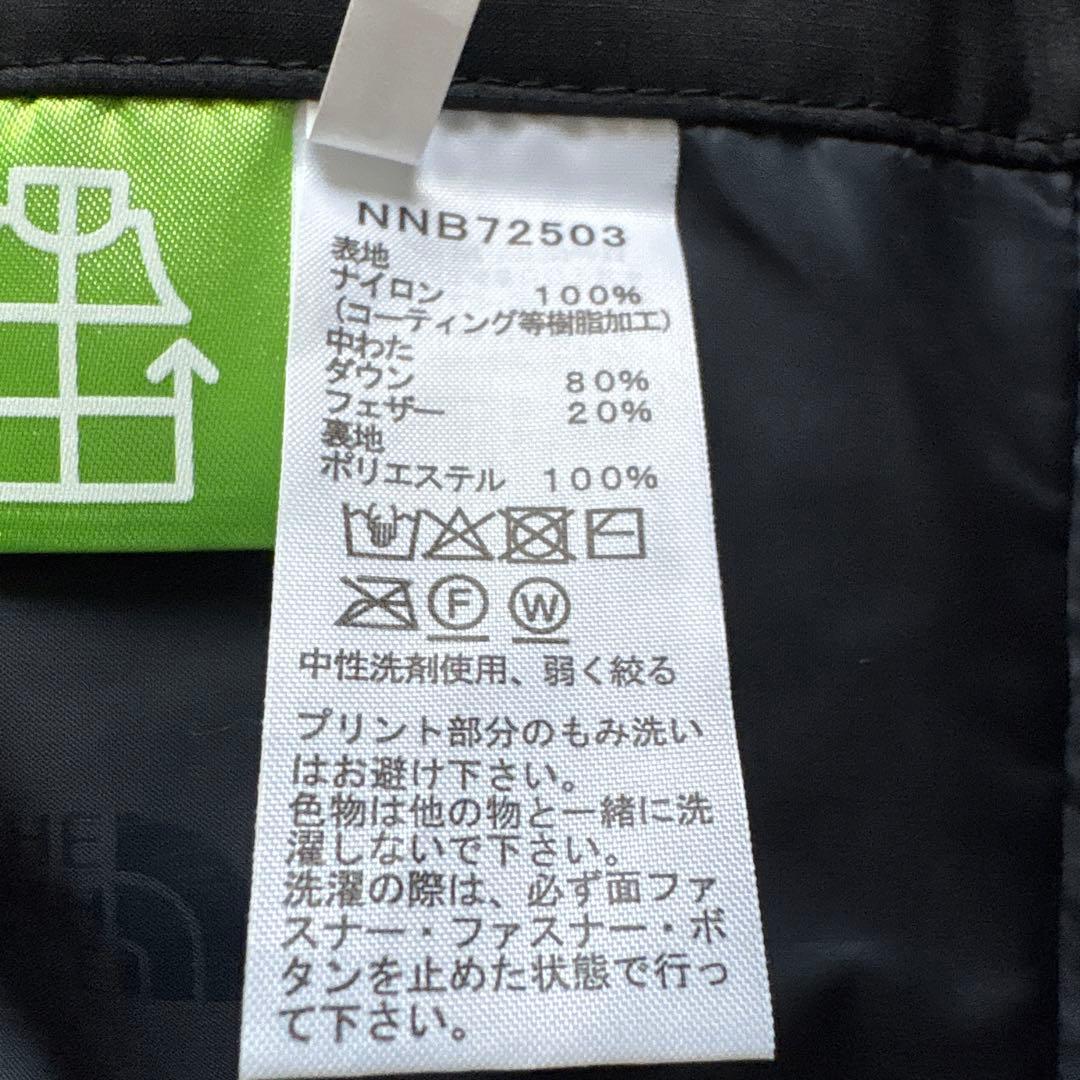 NNB72503
表地
ナイロン 100%
(コーティング等樹脂加工)
中わた
ダウン 80%
フェザー 20%
裏地
ポリエステル 100%
F W
中性洗剤使用、弱く絞る
プリント部分のもみ洗い
はお避け下さい。
色物は他の物と一緒に洗
濯しないで下さい。
洗濯の際は、必ず面ファ
スナー・ファスナー・ボ
タンを止めた状態で行っ
て下さい。